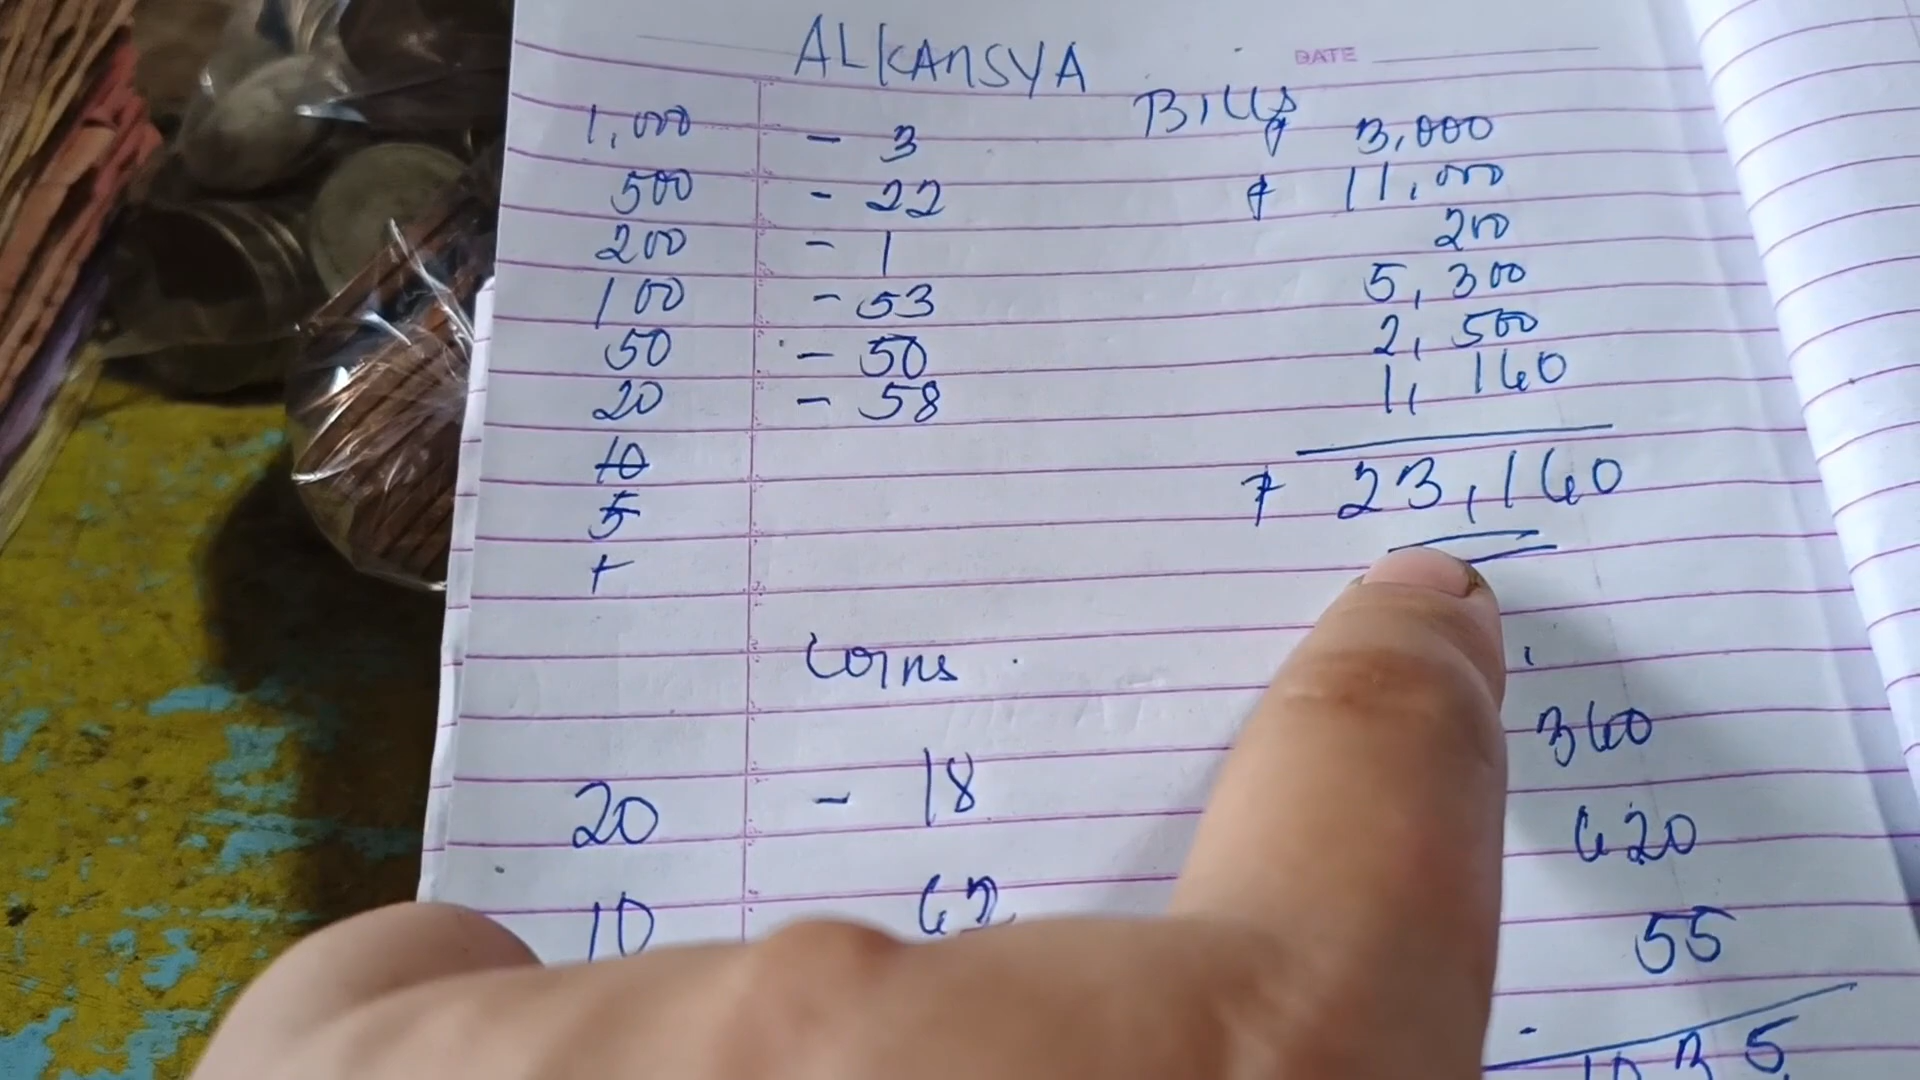 ALKANSYA
DATE
Bills
1,000 - 3 ₱ 3,000
500 - 22 ₱ 11,000
200 - 1 200
100 - 53 5,300
50 - 50 2,500
20 - 58 1,160
10
5
1
₱ 23,160
Coins
20 - 18 360
10 62 620
55
1035